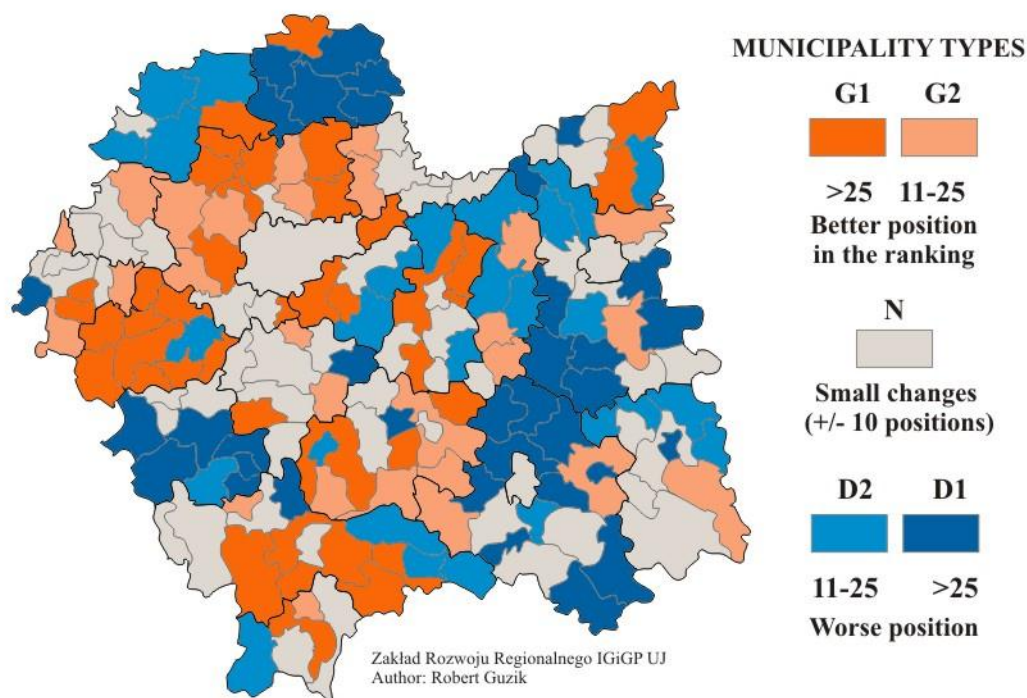 MUNICIPALITY TYPES
G1 G2
>25 11-25
Better position
in the ranking
N
Small changes
(+/- 10 positions)
D2 D1
11-25 >25
Worse position
Zakład Rozwoju Regionalnego IGiGP UJ
Author: Robert Guzik